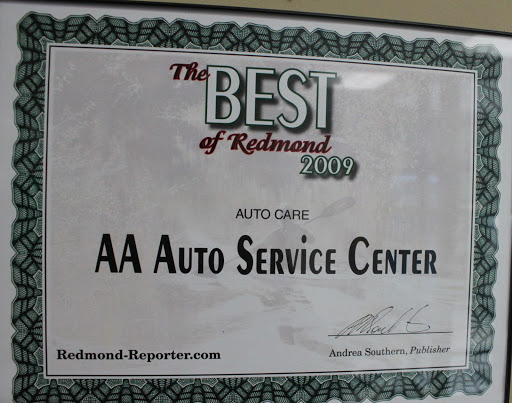 The
BEST
of Redmond
2009
AUTO CARE
AA AUTO SERVICE CENTER
Redmond-Reporter.com
Andrea Southern, Publisher